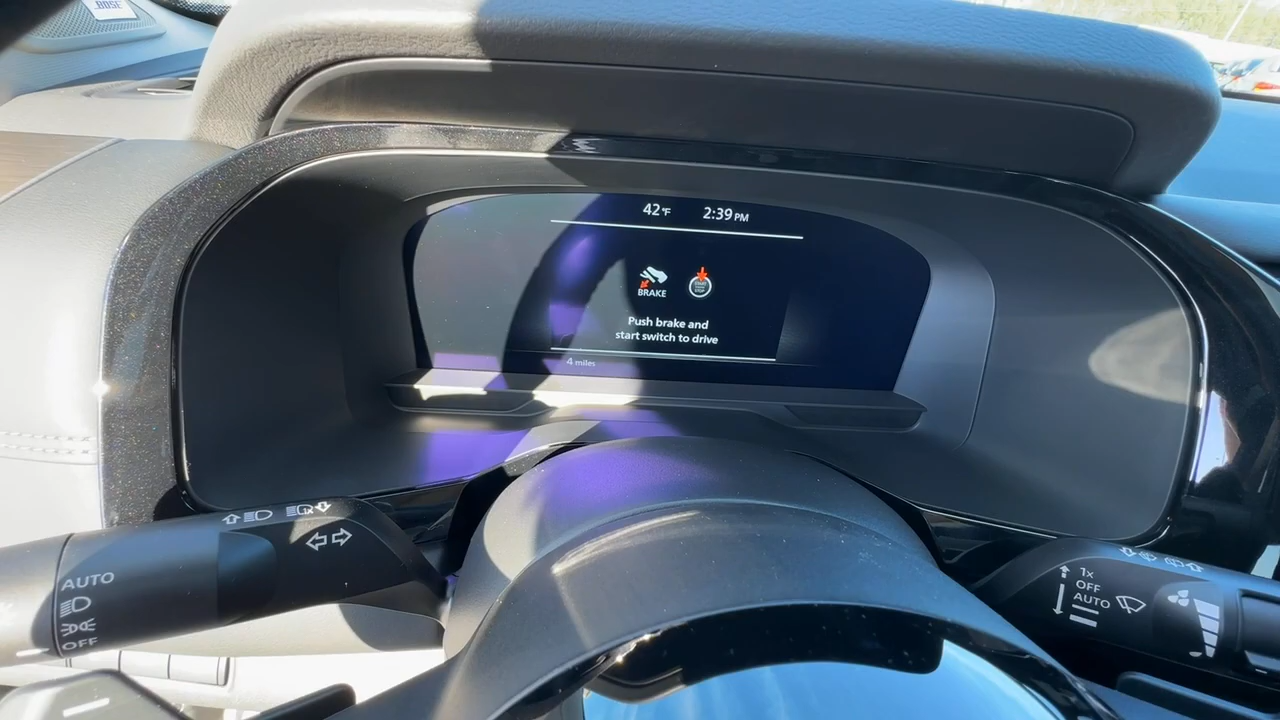 BOSE
42°F 2:39 PM
BRAKE
Push brake and
start switch to drive
4 miles
AUTO
OFF
1x
OFF
AUTO